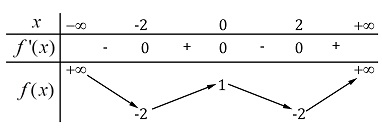 x −∞ -2 0 2 +∞
f'(x) - 0 + 0 - 0 +
+∞ 1 +∞
f(x)
-2 -2